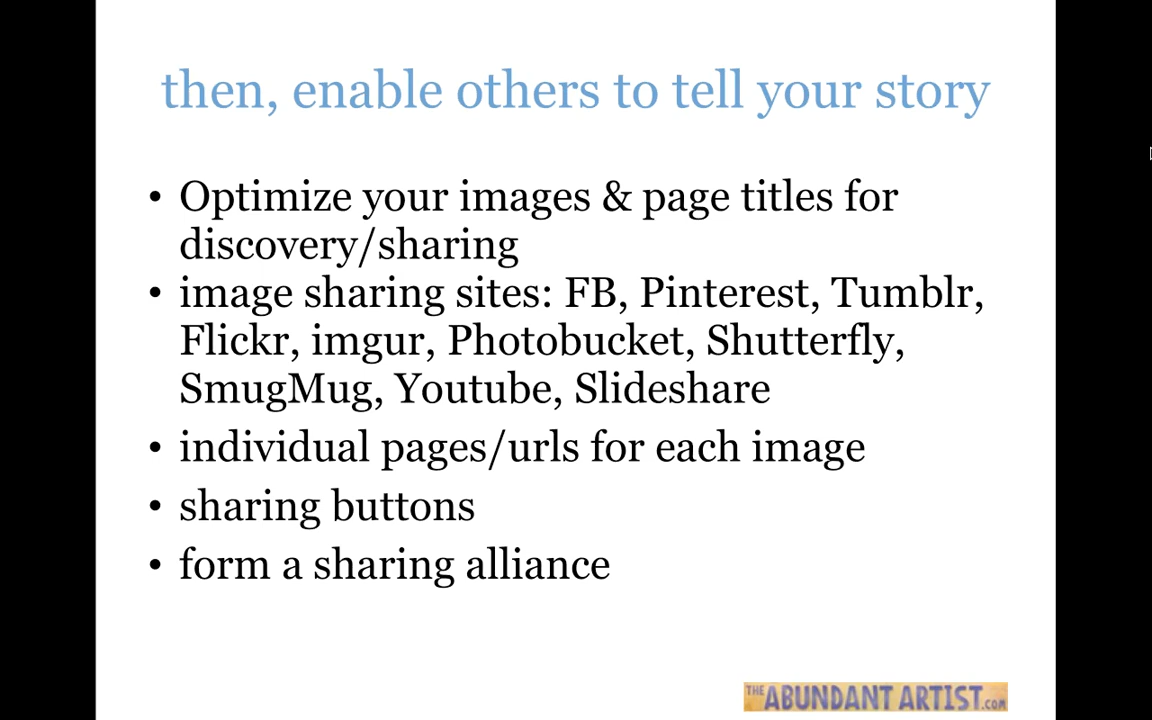 then, enable others to tell your story
• Optimize your images & page titles for
discovery/sharing
• image sharing sites: FB, Pinterest, Tumblr,
Flickr, imgur, Photobucket, Shutterfly,
SmugMug, Youtube, Slideshare
• individual pages/urls for each image
• sharing buttons
• form a sharing alliance
THE ABUNDANT ARTIST.com